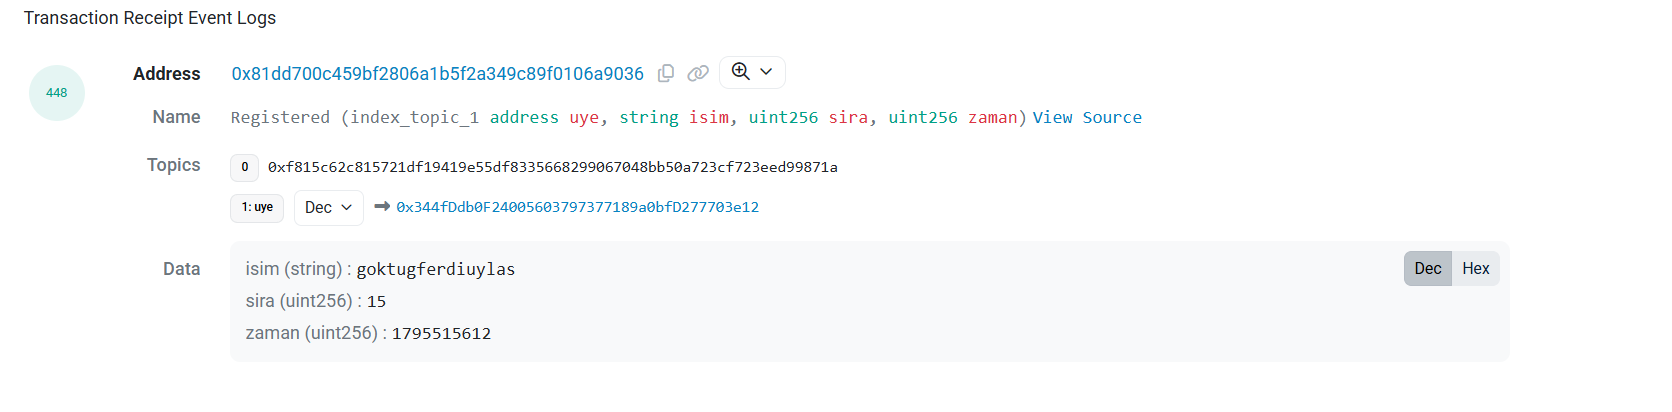 Transaction Receipt Event Logs
448
Address 0x81dd700c459bf2806a1b5f2a349c89f0106a9036
Name Registered (index_topic_1 address uye, string isim, uint256 sira, uint256 zaman) View Source
Topics 0 0xf815c62c815721df19419e55df8335668299067048bb50a723cf723eed99871a
1: uye Dec 0x344fDdb0F24005603797377189a0bfD277703e12
Data isim (string) : goktugferdiuylas Dec Hex
sira (uint256) : 15
zaman (uint256) : 1795515612